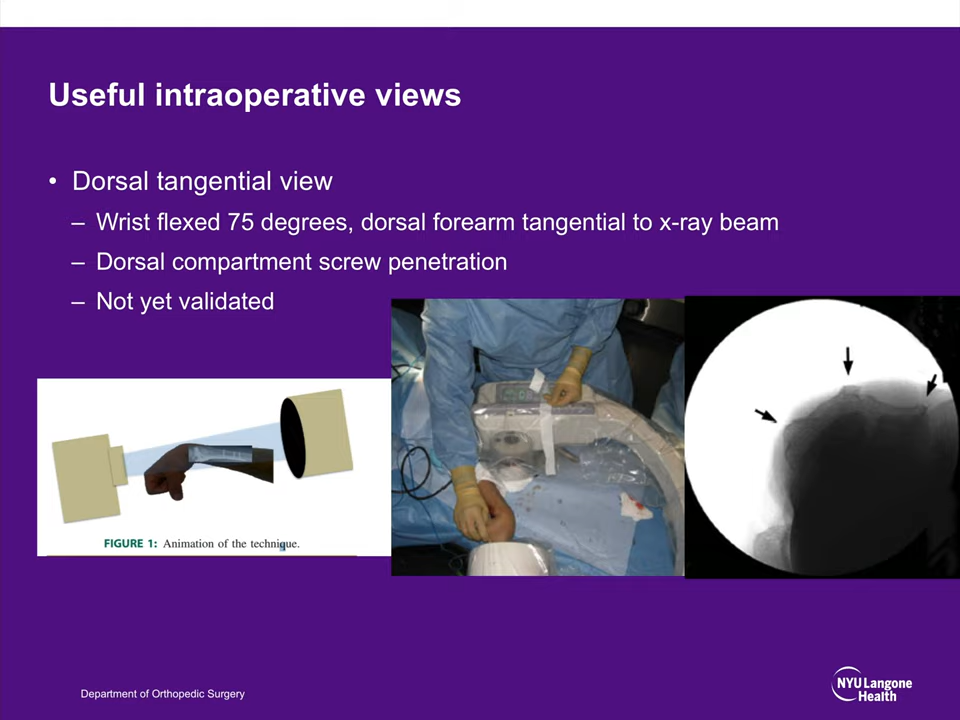 Useful intraoperative views
• Dorsal tangential view
– Wrist flexed 75 degrees, dorsal forearm tangential to x-ray beam
– Dorsal compartment screw penetration
– Not yet validated
FIGURE 1: Animation of the technique.
Department of Orthopedic Surgery
NYU Langone
Health